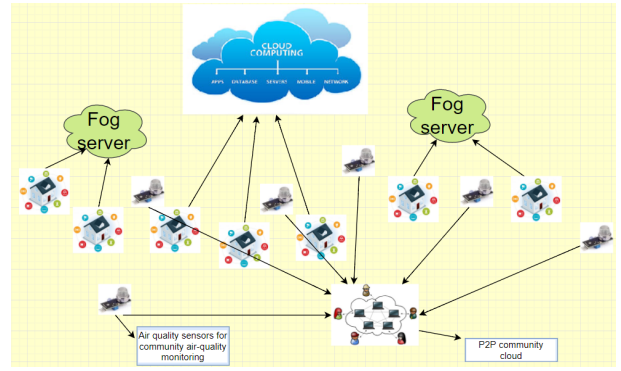 CLOUD
COMPUTING
APPS DATABASE SERVERS MOBILE NETWORK
Fog
server
Fog
server
Air quality sensors for
community air-quality
monitoring
P2P community
cloud